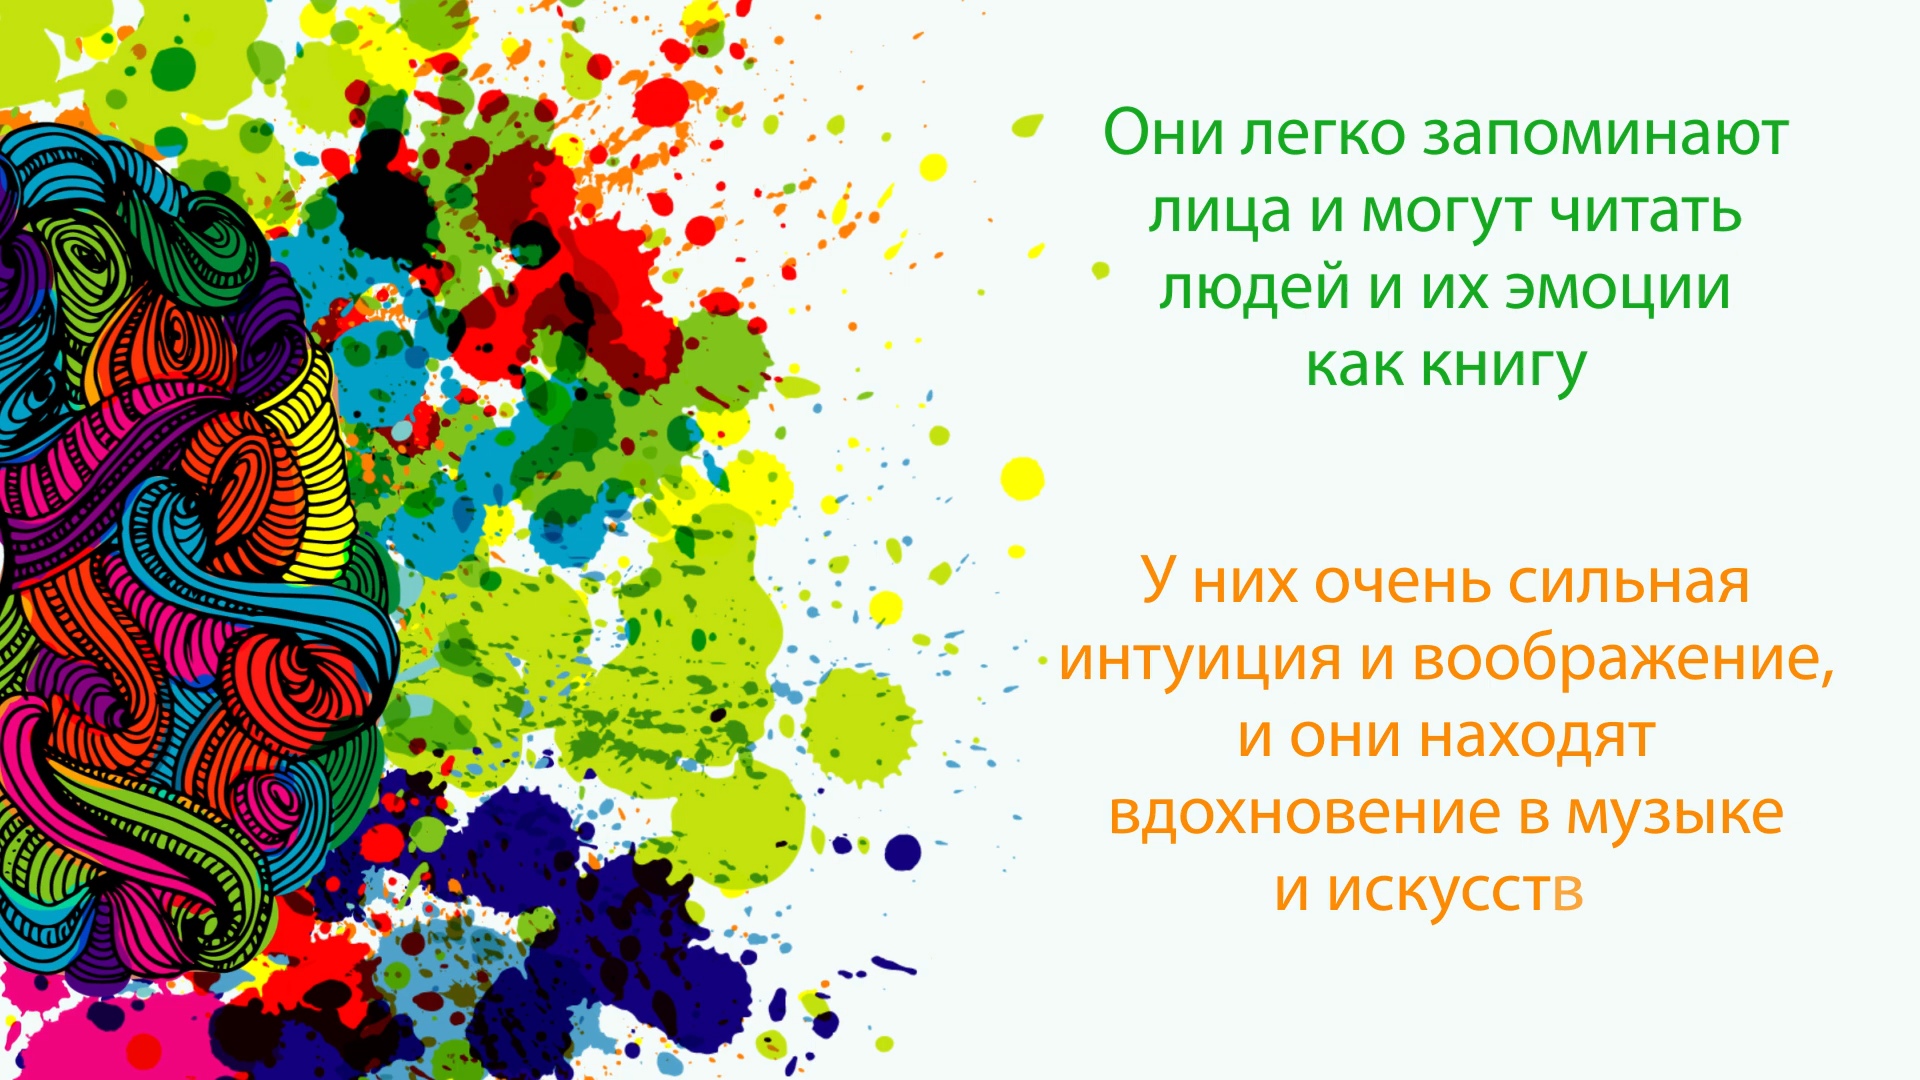 Они легко запоминают
лица и могут читать
людей и их эмоции
как книгу
У них очень сильная
интуиция и воображение,
и они находят
вдохновение в музыке
и искусств